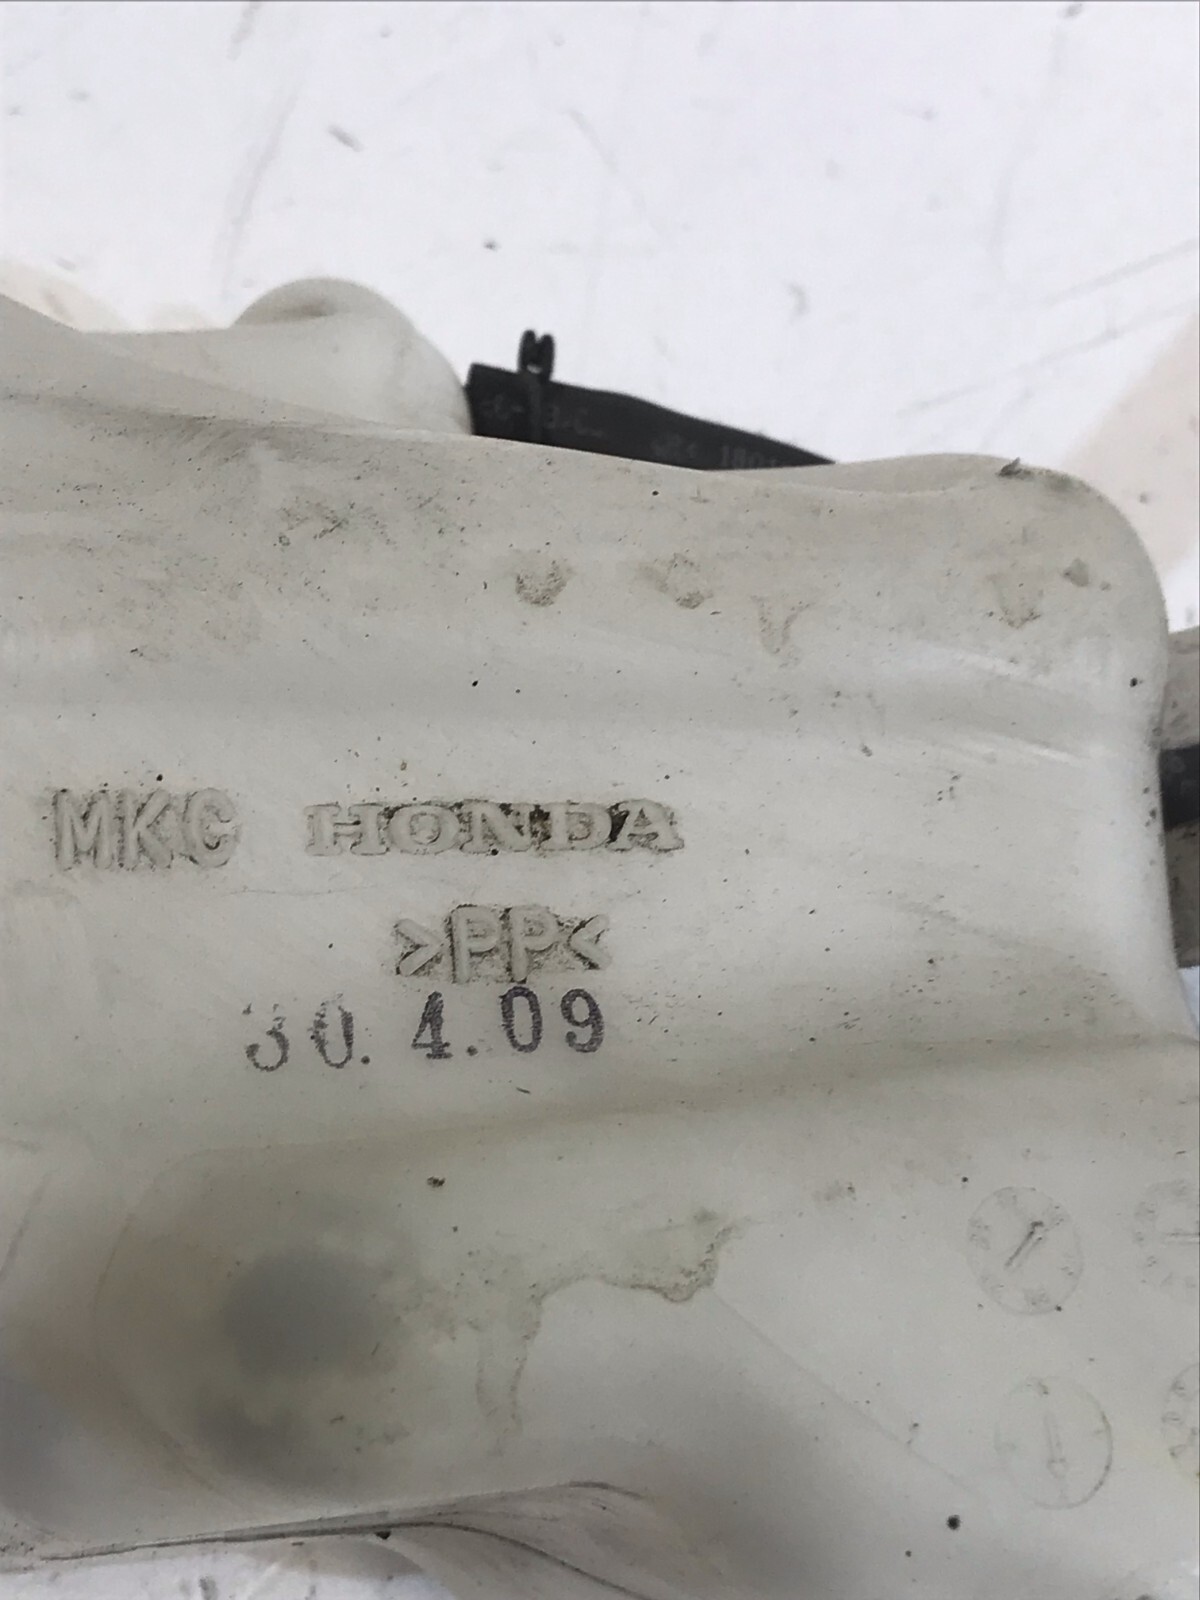 MKC HONDA
>PP<
30. 4. 09